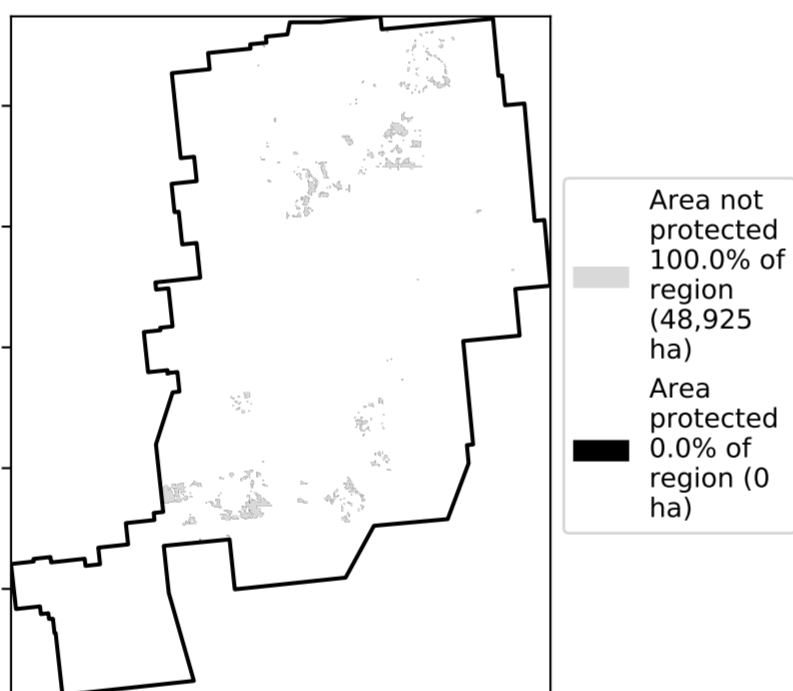 Area not
protected
100.0% of
region
(48,925
ha)
Area
protected
0.0% of
region (0
ha)